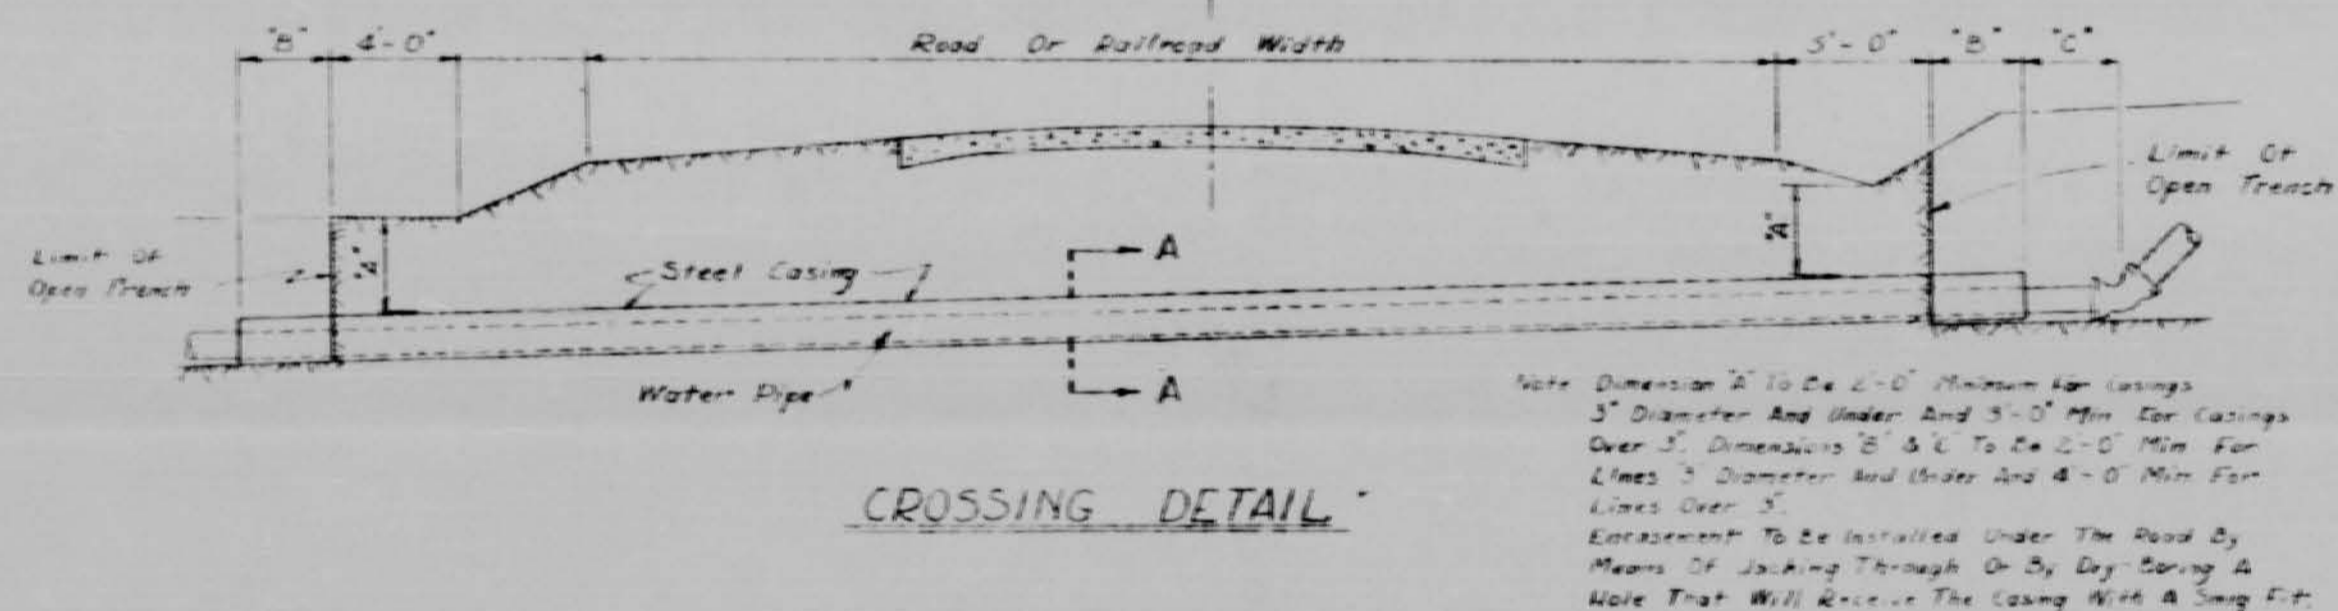 "B" 4'-0" Road Or Railroad Width 5'-0" "B" "C"
Limit Of
Open Trench
"A"
"A"
Limit Of
Open Trench
Steel Casing
A
A
Water Pipe
CROSSING DETAIL
Note Dimension "A" To Be 2'-0" Minimum For Casings
3" Diameter And Under And 3'-0" Min For Casings
Over 3". Dimensions "B" & "C" To Be 2'-0" Min For
Lines 3" Diameter And Under And 4'-0" Min For
Lines Over 3".
Encasement To Be Installed Under The Road By
Means Of Jacking Through Or By Dry-Boring A
Hole That Will Receive The Casing With A Snug Fit